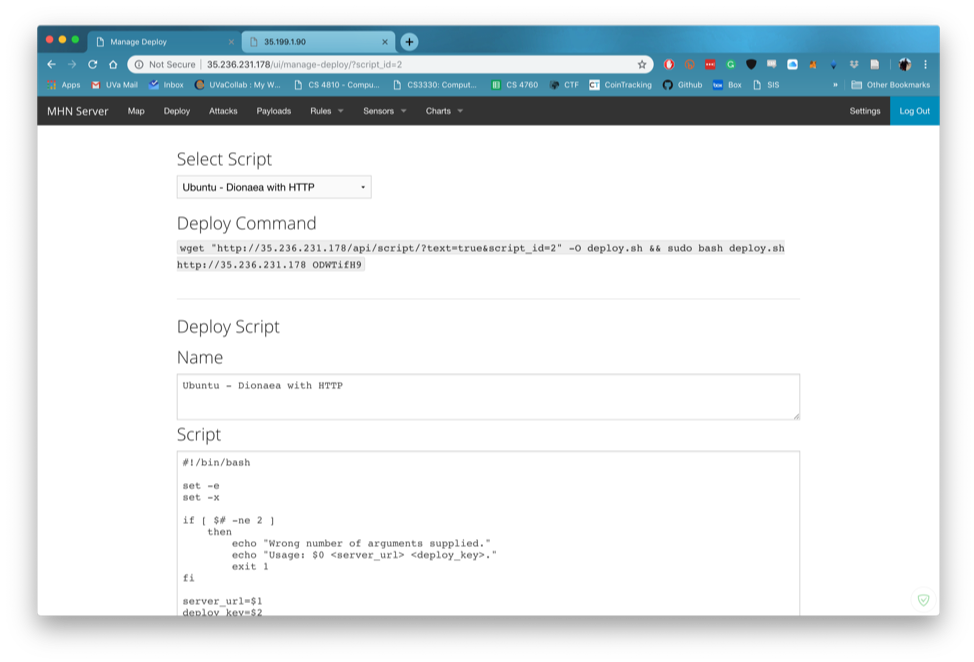 Manage Deploy
35.199.1.90
Not Secure | 35.236.231.178/ui/manage-deploy/?script_id=2
Apps UVa Mail Inbox UVaCollab : My W... CS 4810 - Compu... CS3330: Comput... CS 4760 CTF CoinTracking Github Box SIS » Other Bookmarks
MHN Server Map Deploy Attacks Payloads Rules Sensors Charts Settings Log Out
Select Script
Ubuntu - Dionaea with HTTP
Deploy Command
wget "http://35.236.231.178/api/script/?text=true&script_id=2" -O deploy.sh && sudo bash deploy.sh
http://35.236.231.178 ODWTifH9
Deploy Script
Name
Ubuntu - Dionaea with HTTP
Script
#!/bin/bash
set -e
set -x
if [ $# -ne 2 ]
then
echo "Wrong number of arguments supplied."
echo "Usage: $0 <server_url> <deploy_key>."
exit 1
fi
server_url=$1
deploy_key=$2